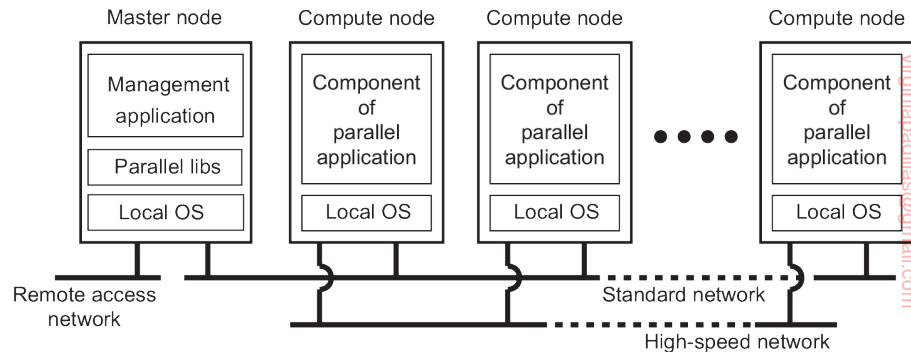 Master node
Compute node
Compute node
Compute node
Management
application
Parallel libs
Local OS
Component
of
parallel
application
Local OS
Component
of
parallel
application
Local OS
Component
of
parallel
application
Local OS
Remote access
network
Standard network
High-speed network